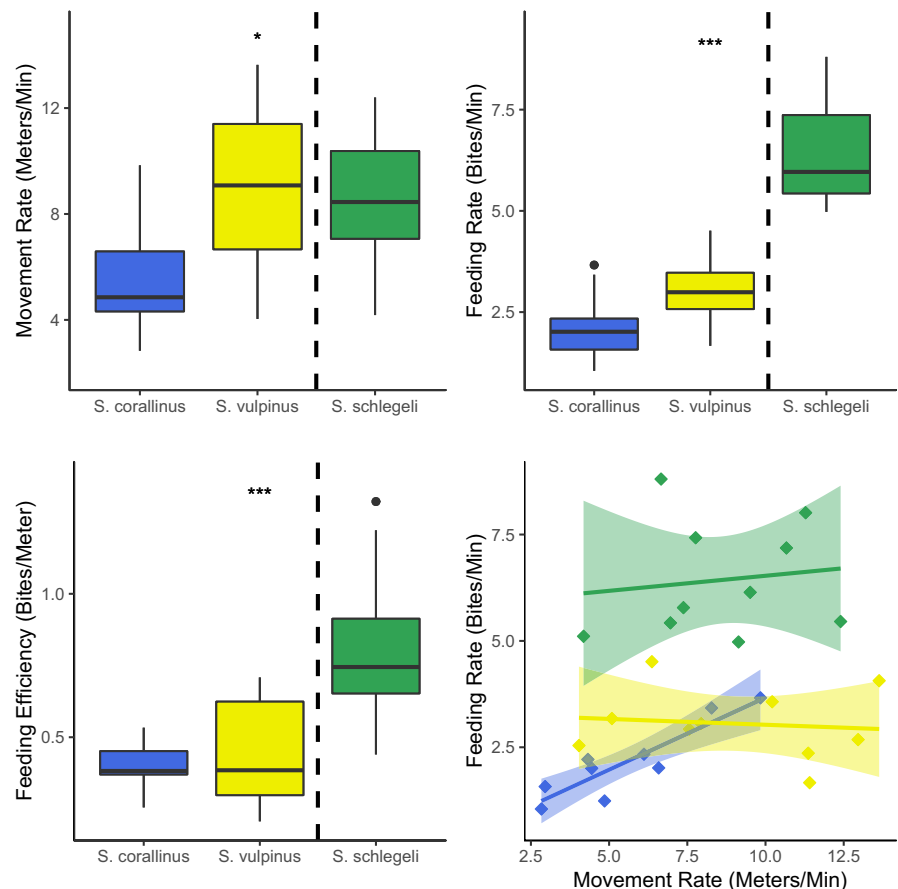 Movement Rate (Meters/Min)
12
8
4
*
S. corallinus
S. vulpinus
S. schlegeli
Feeding Rate (Bites/Min)
7.5
5.0
2.5
***
S. corallinus
S. vulpinus
S. schlegeli
Feeding Efficiency (Bites/Meter)
1.0
0.5
***
S. corallinus
S. vulpinus
S. schlegeli
Feeding Rate (Bites/Min)
7.5
5.0
2.5
2.5
5.0
7.5
10.0
12.5
Movement Rate (Meters/Min)